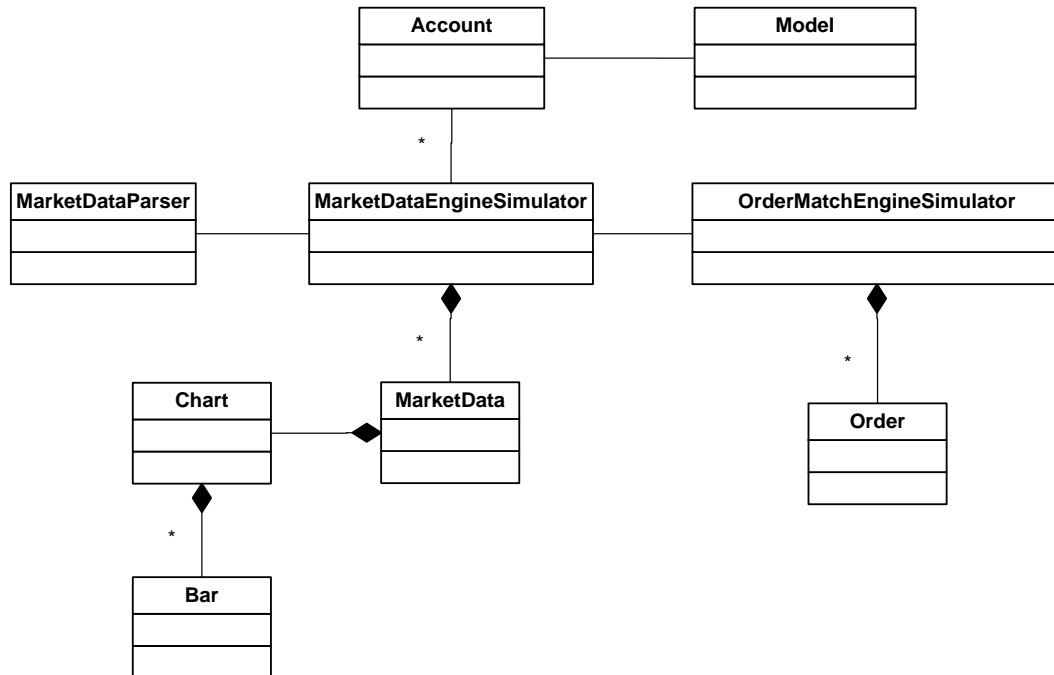 Account
Model
*
MarketDataParser
MarketDataEngineSimulator
OrderMatchEngineSimulator
*
*
Chart
MarketData
Order
*
Bar